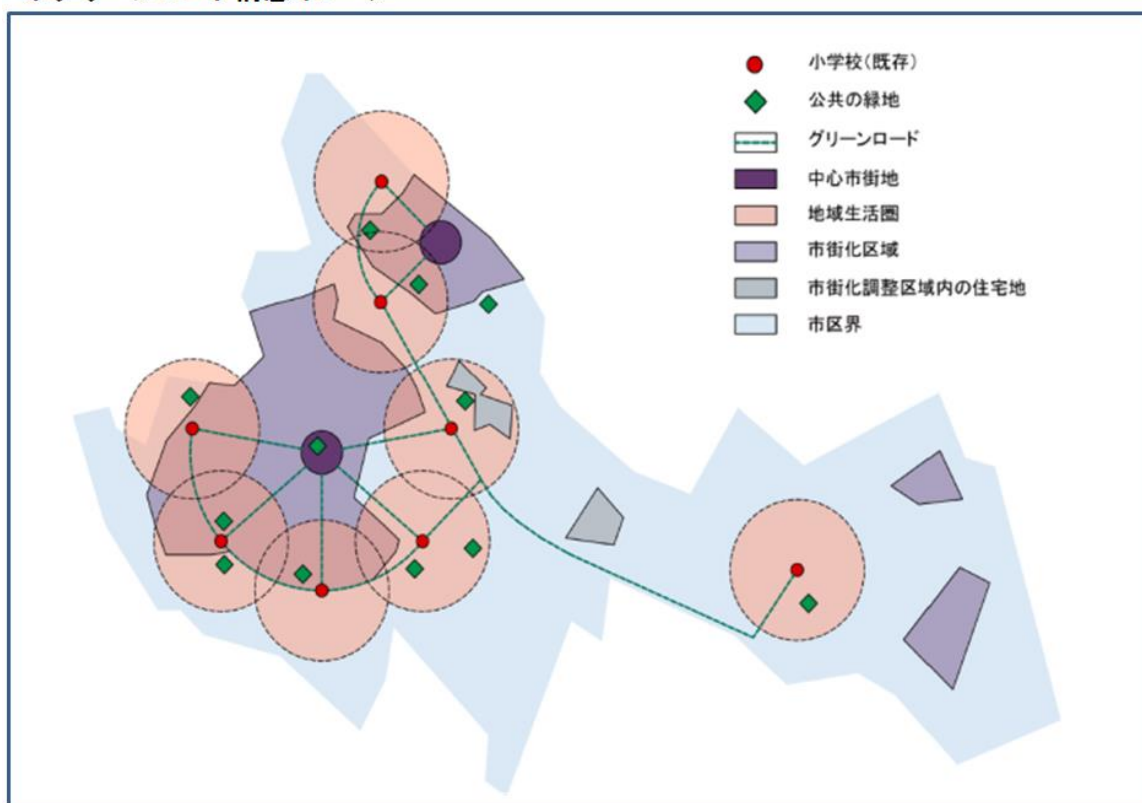 小学校(既存)
公共の緑地
グリーンロード
中心市街地
地域生活圏
市街化区域
市街化調整区域内の住宅地
市区界